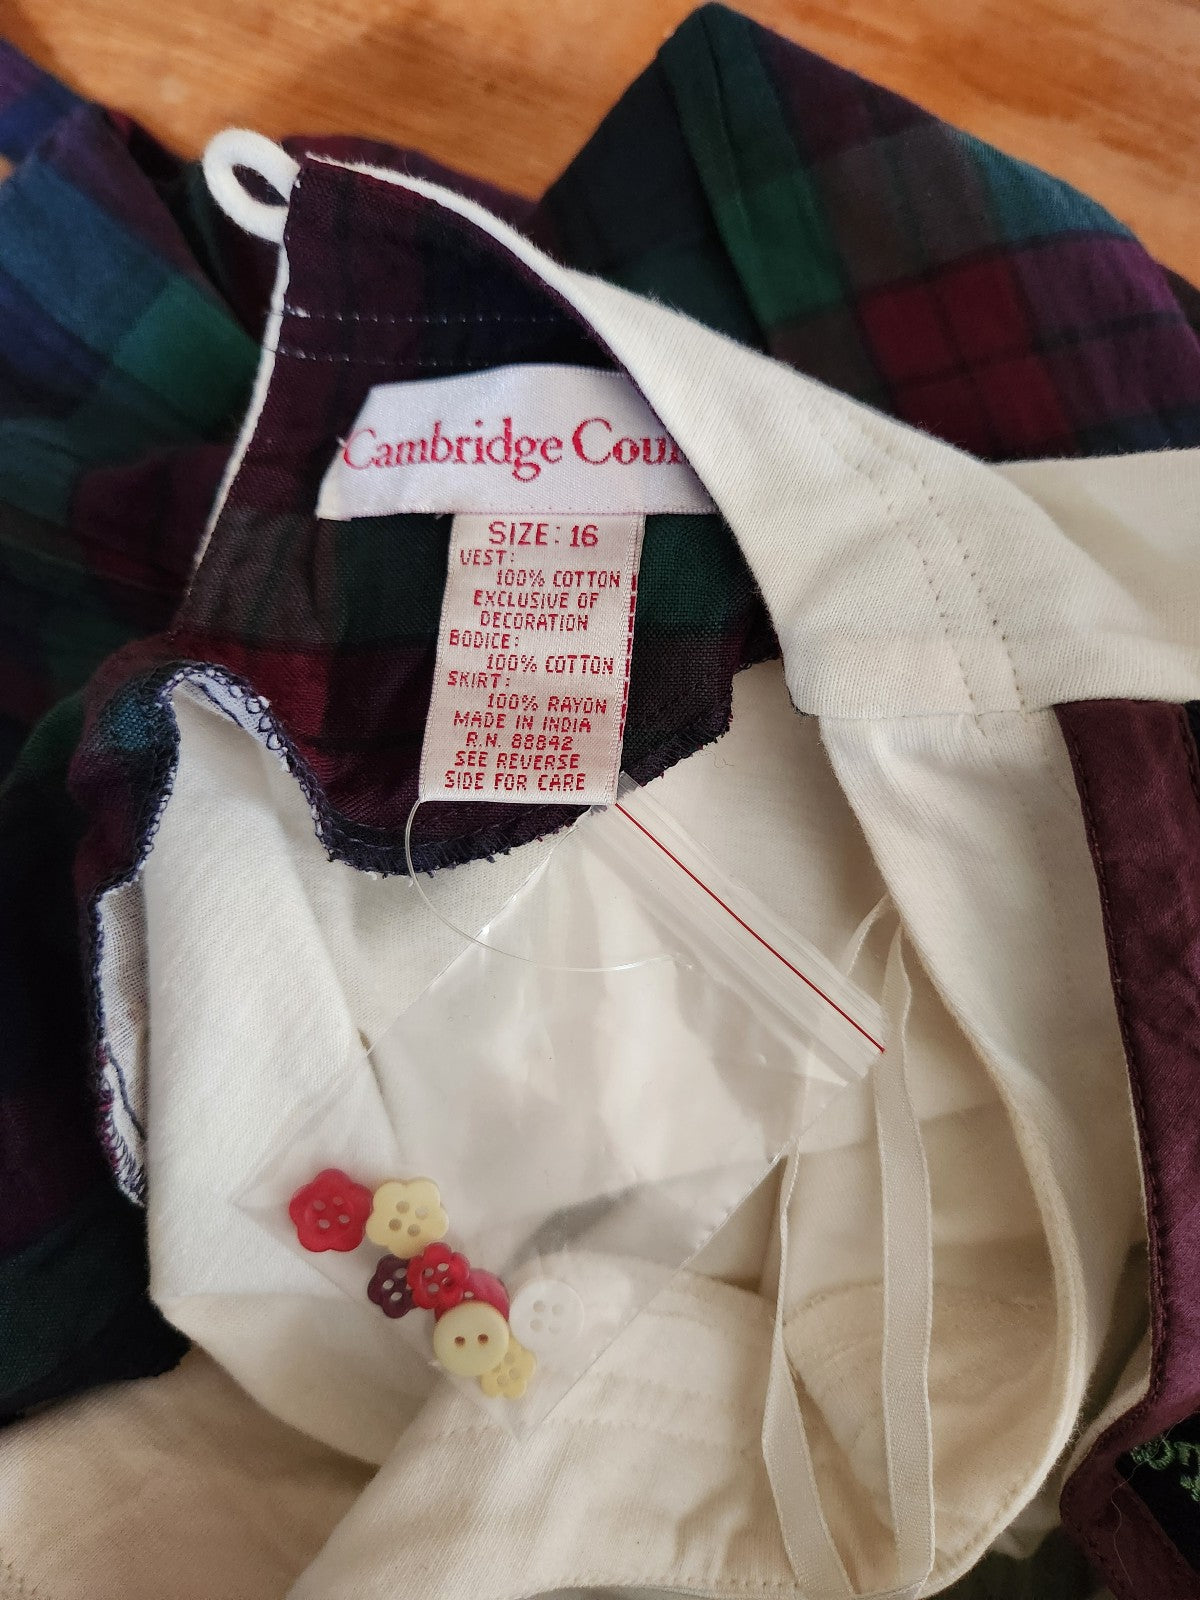 Cambridge Cou
SIZE: 16
VEST:
100% COTTON
EXCLUSIVE OF
DECORATION
BODICE:
100% COTTON
SKIRT:
100% RAYON
MADE IN INDIA
R.N. 88842
SEE REVERSE
SIDE FOR CARE